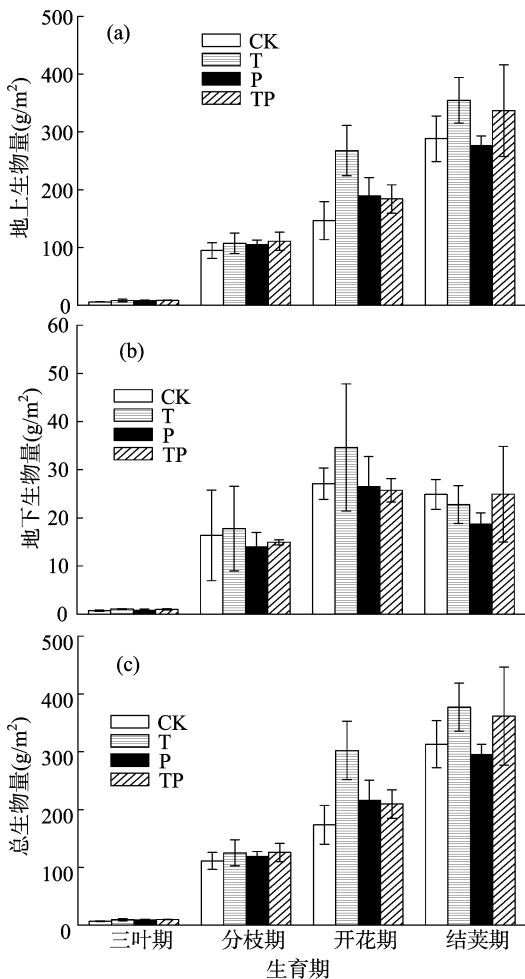 (a)
CK
T
P
TP
地上生物量(g/m²)
500
400
300
200
100
0
(b)
CK
T
P
TP
地下生物量(g/m²)
60
50
40
30
20
10
0
(c)
CK
T
P
TP
总生物量(g/m²)
500
400
300
200
100
0
三叶期 分枝期 开花期 结荚期
生育期